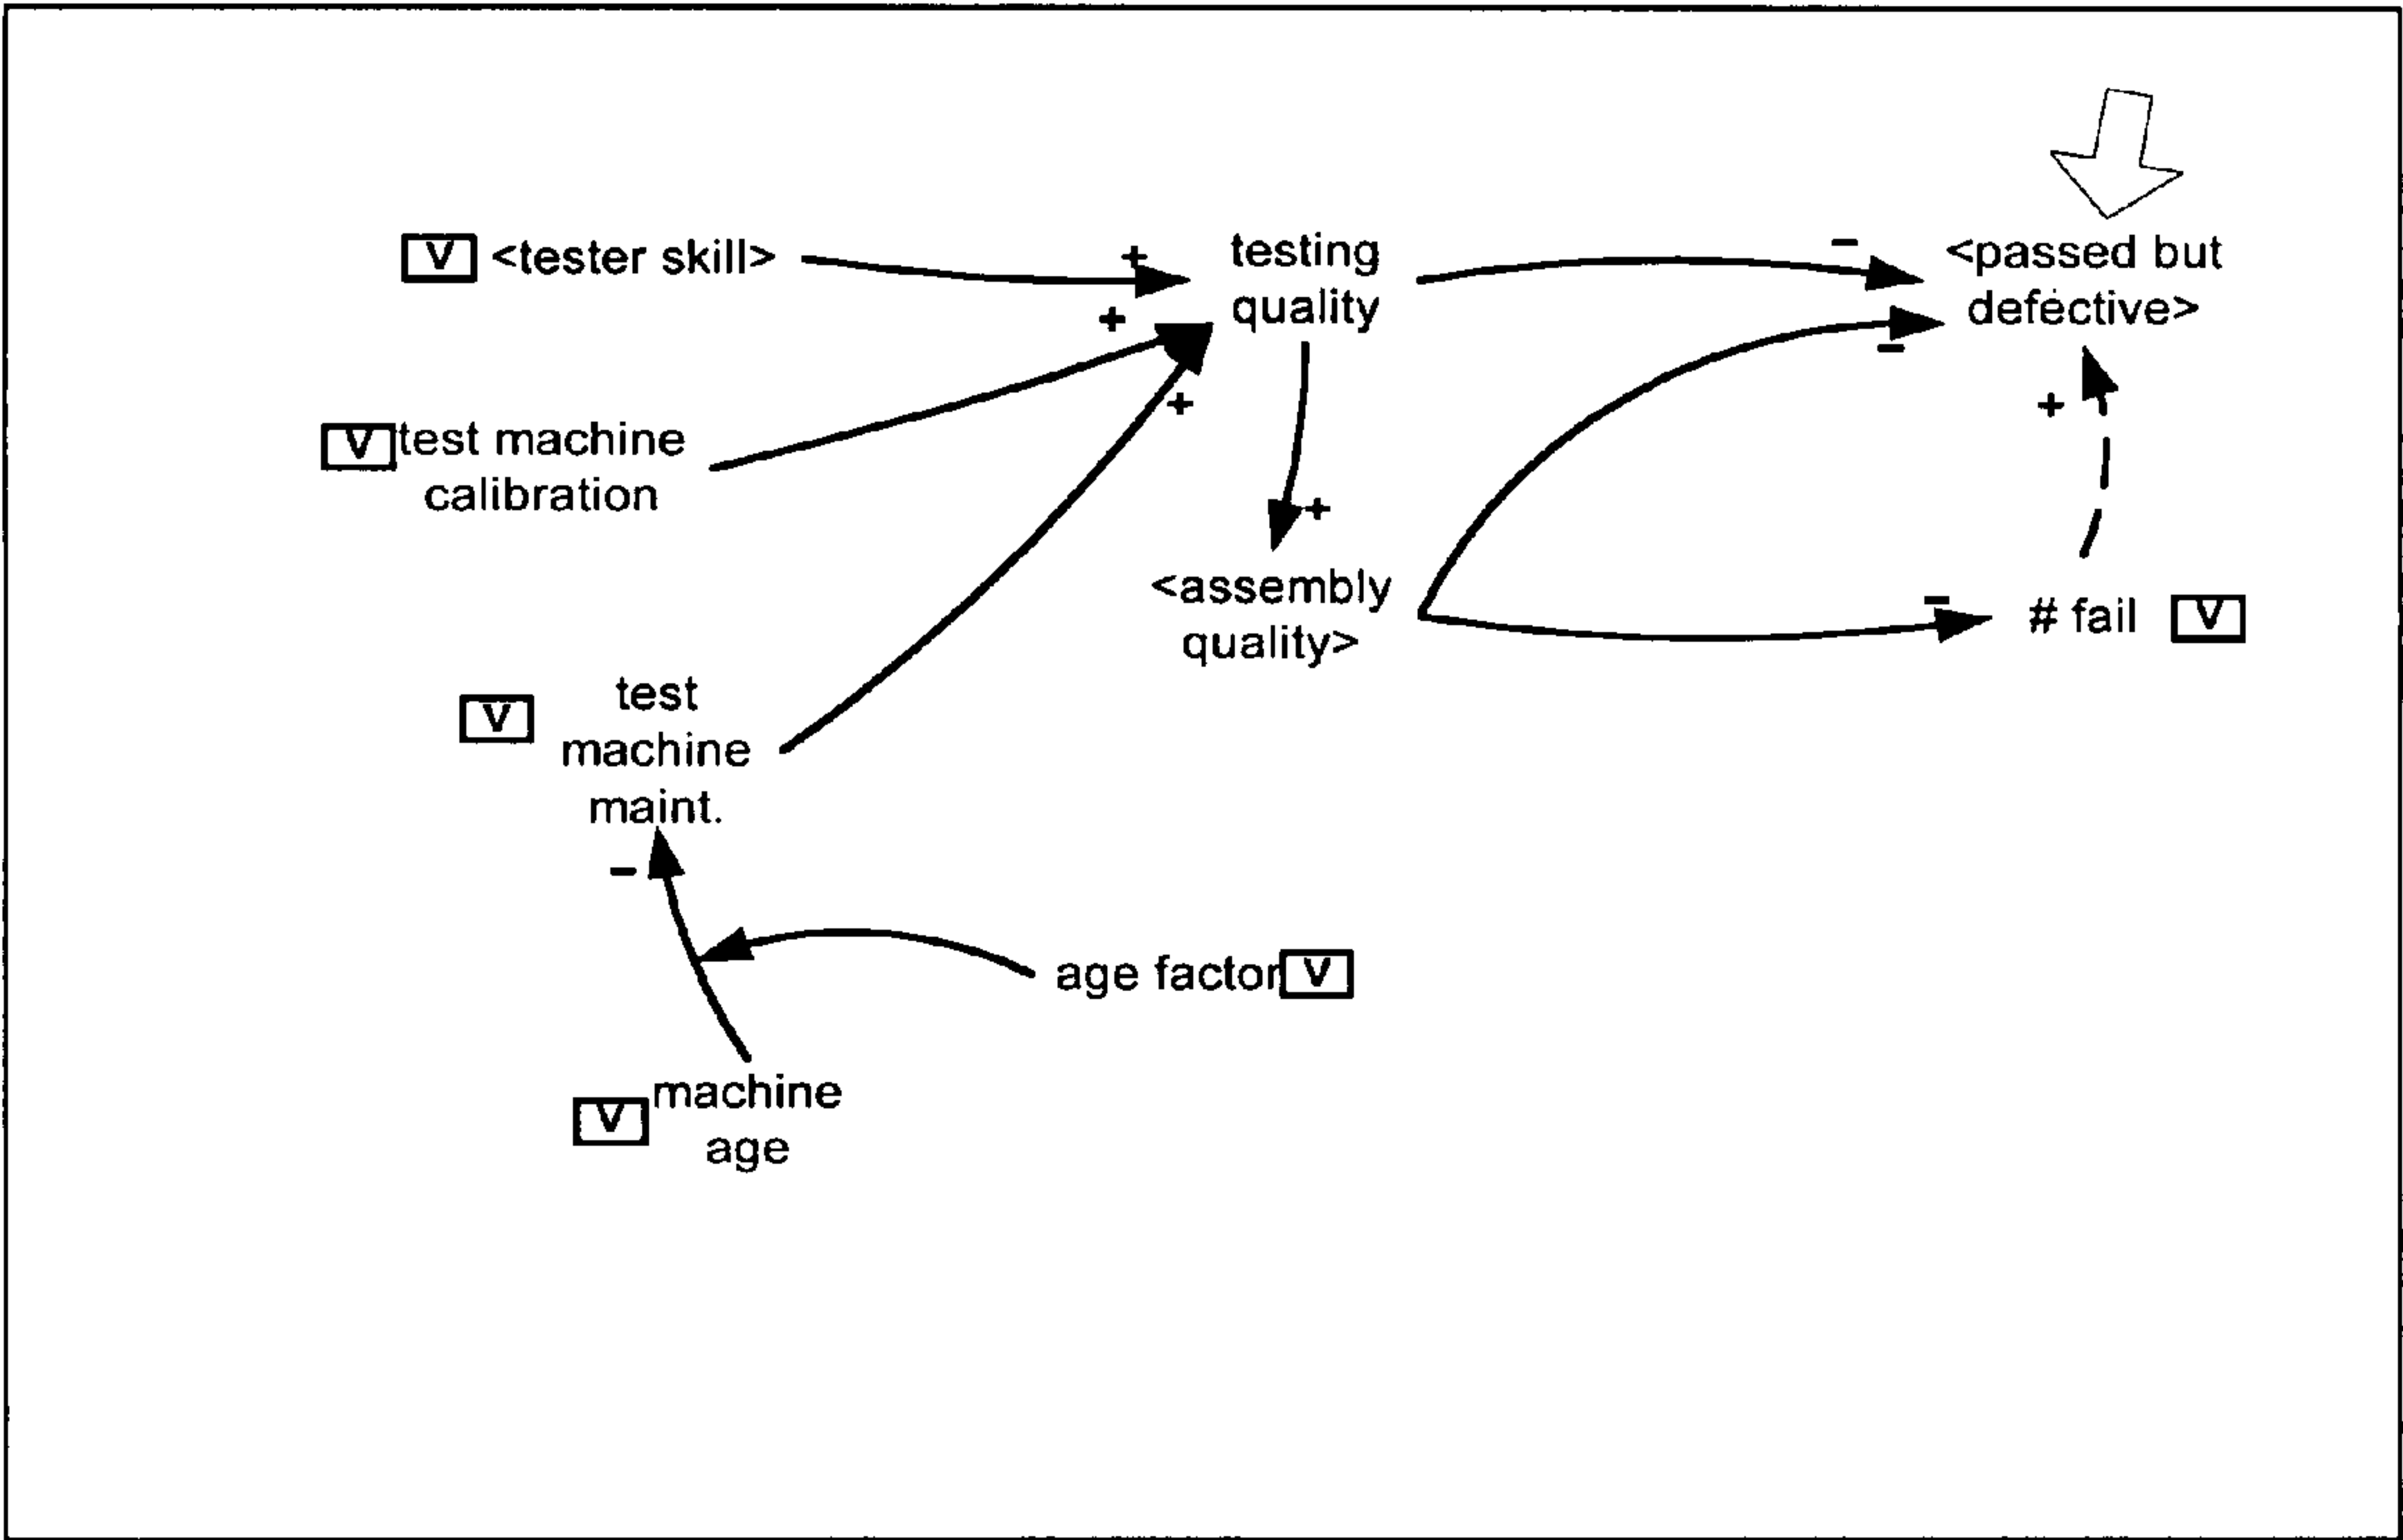 V <tester skill>
+
testing
quality
-
<passed but
defective>
+
-
+
+
V test machine
calibration
+
<assembly
quality>
-
# fail V
V test
machine
maint.
-
age factor V
V machine
age